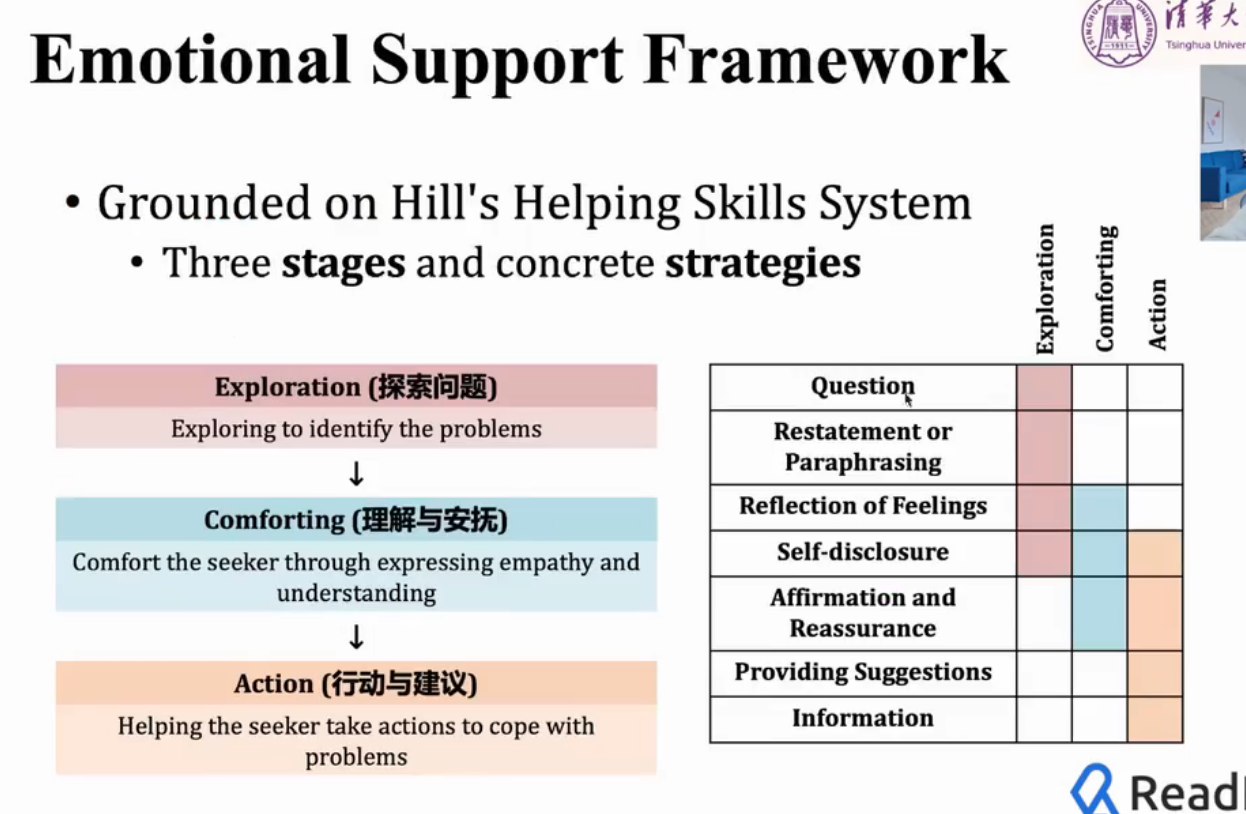 清華大
Tsinghua Univer
Emotional Support Framework
• Grounded on Hill's Helping Skills System
• Three stages and concrete strategies
Exploration (探索问题)
Exploring to identify the problems
↓
Comforting (理解与安抚)
Comfort the seeker through expressing empathy and
understanding
↓
Action (行动与建议)
Helping the seeker take actions to cope with
problems
Exploration
Comforting
Action
Question
Restatement or
Paraphrasing
Reflection of Feelings
Self-disclosure
Affirmation and
Reassurance
Providing Suggestions
Information
Read